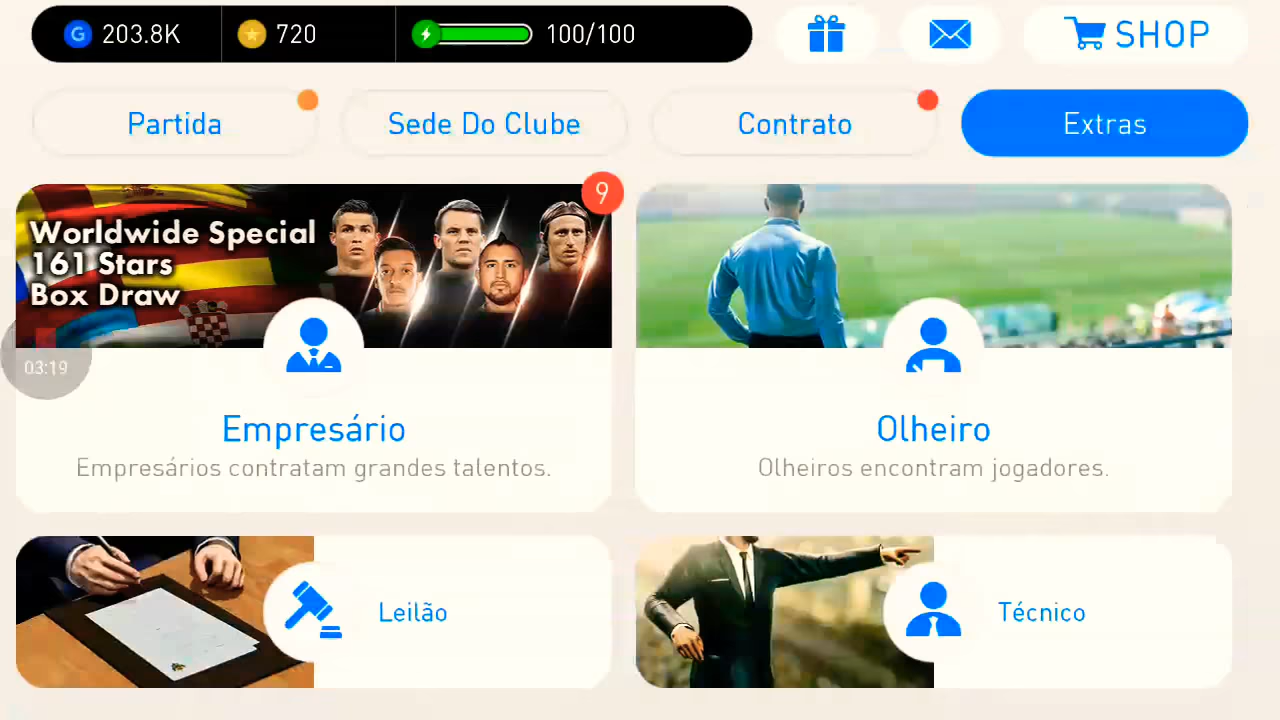 G 203.8K 720 100/100 SHOP
Partida Sede Do Clube Contrato Extras
9
Worldwide Special
161 Stars
Box Draw
03:19
Empresário Olheiro
Empresários contratam grandes talentos. Olheiros encontram jogadores.
Leilão Técnico